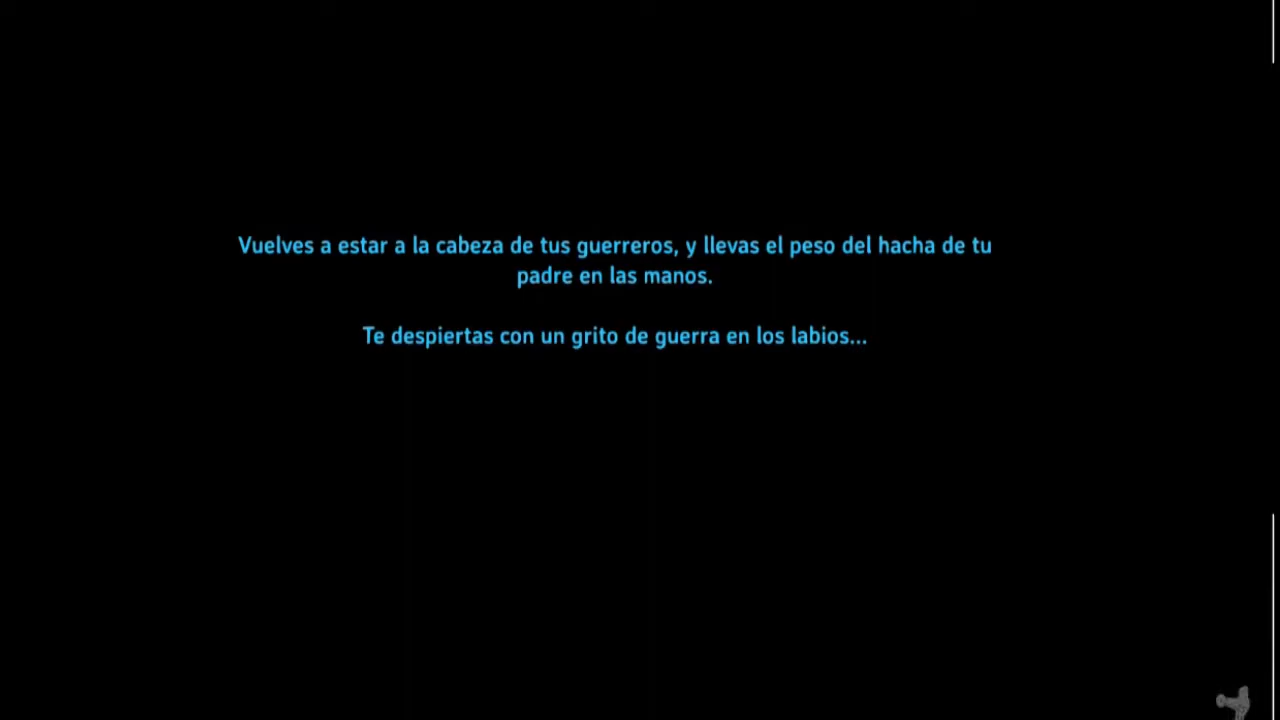 Vuelves a estar a la cabeza de tus guerreros, y llevas el peso del hacha de tu
padre en las manos.
Te despiertas con un grito de guerra en los labios...